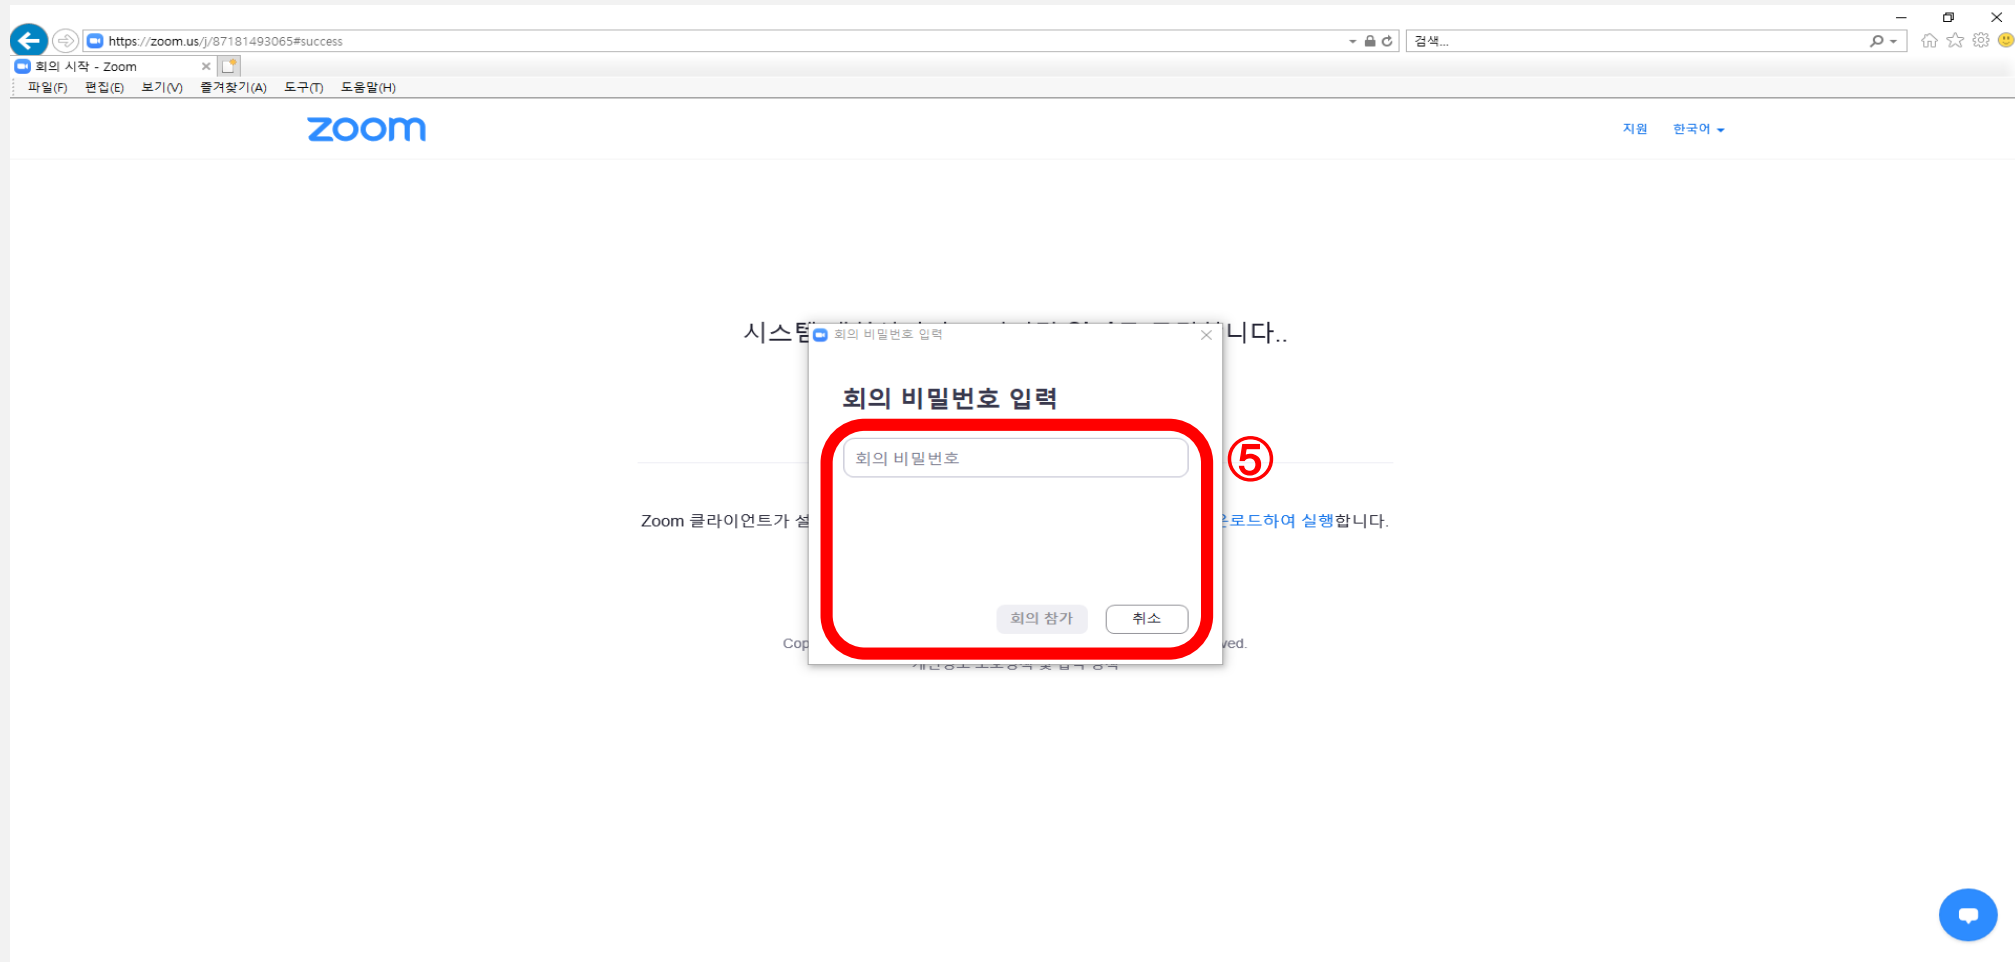 https://zoom.us/j/87181493065#success
검색...
회의 시작 - Zoom
파일(F) 편집(E) 보기(V) 즐겨찾기(A) 도구(T) 도움말(H)
zoom
지원 한국어
시스템 니다..
회의 비밀번호 입력
회의 비밀번호 입력
회의 비밀번호
⑤
Zoom 클라이언트가 설 운로드하여 실행합니다.
회의 참가 취소
Cop ved.